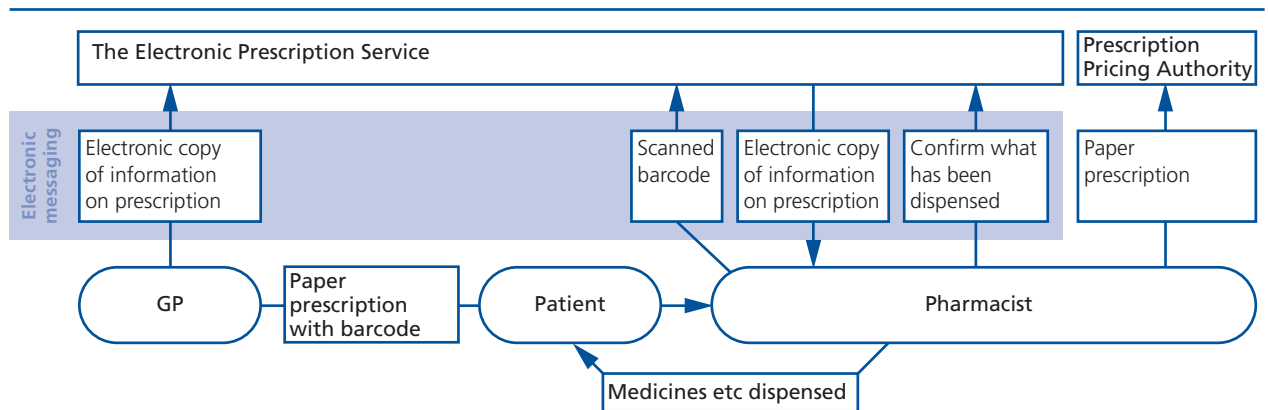 The Electronic Prescription Service
Prescription
Pricing Authority
Electronic
messaging
Electronic copy
of information
on prescription
Scanned
barcode
Electronic copy
of information
on prescription
Confirm what
has been
dispensed
Paper
prescription
GP
Paper
prescription
with barcode
Patient
Pharmacist
Medicines etc dispensed